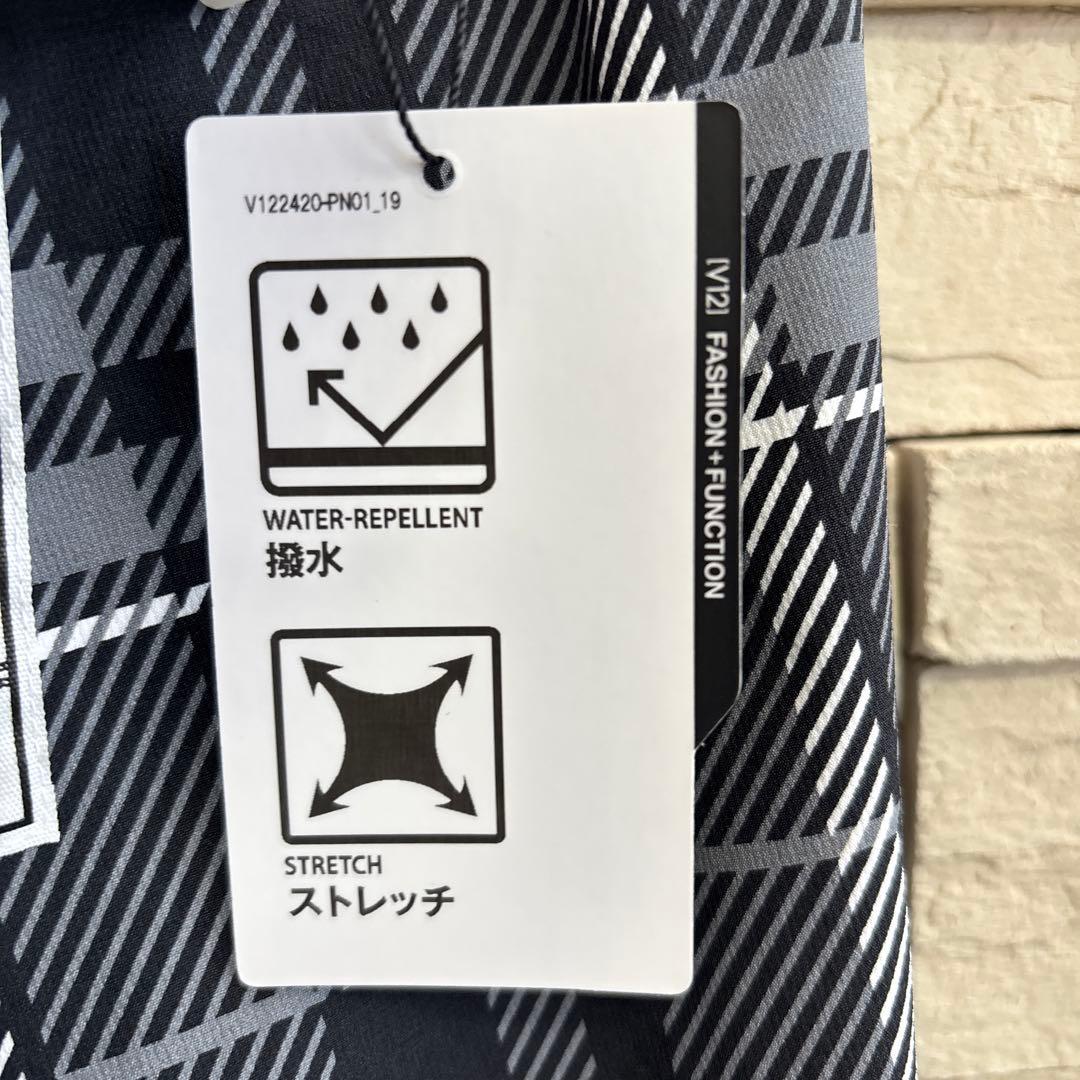 V122420-PN01_19
WATER-REPELLENT
撥水
STRETCH
ストレッチ
[V12] FASHION+FUNCTION